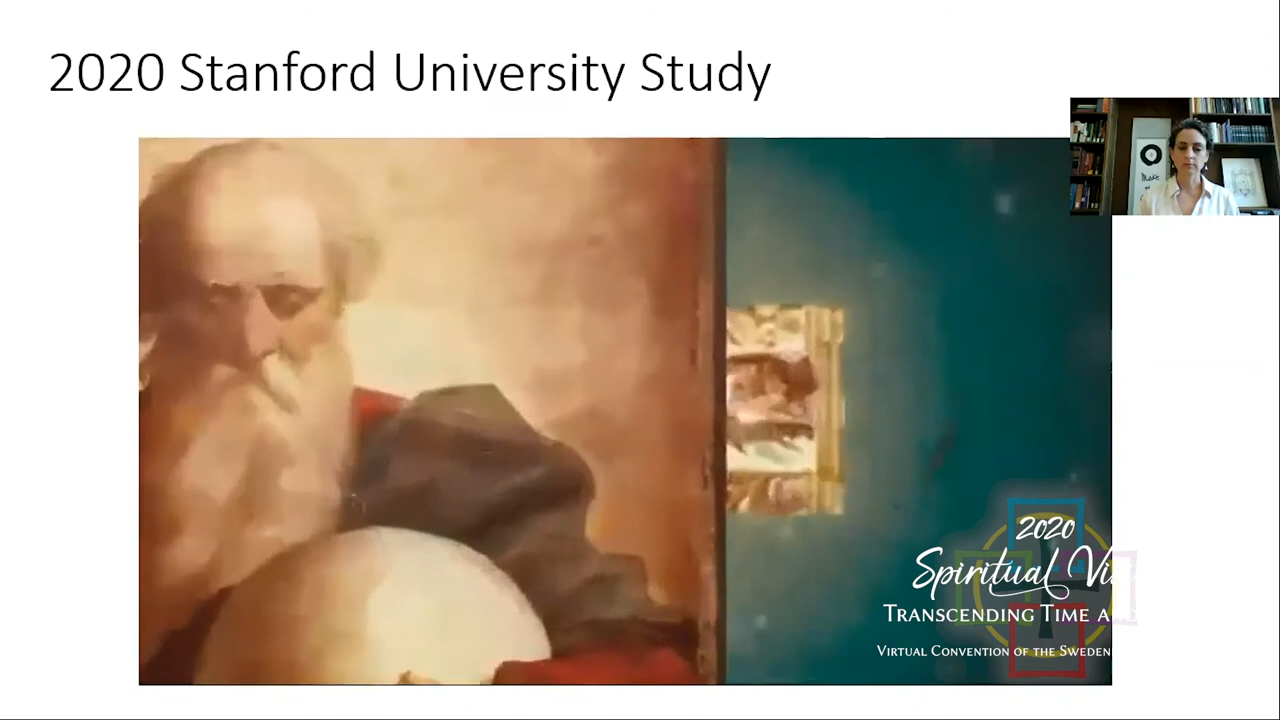 2020 Stanford University Study
2020
Spiritual Vi
TRANSCENDING TIME A
VIRTUAL CONVENTION OF THE SWEDEN